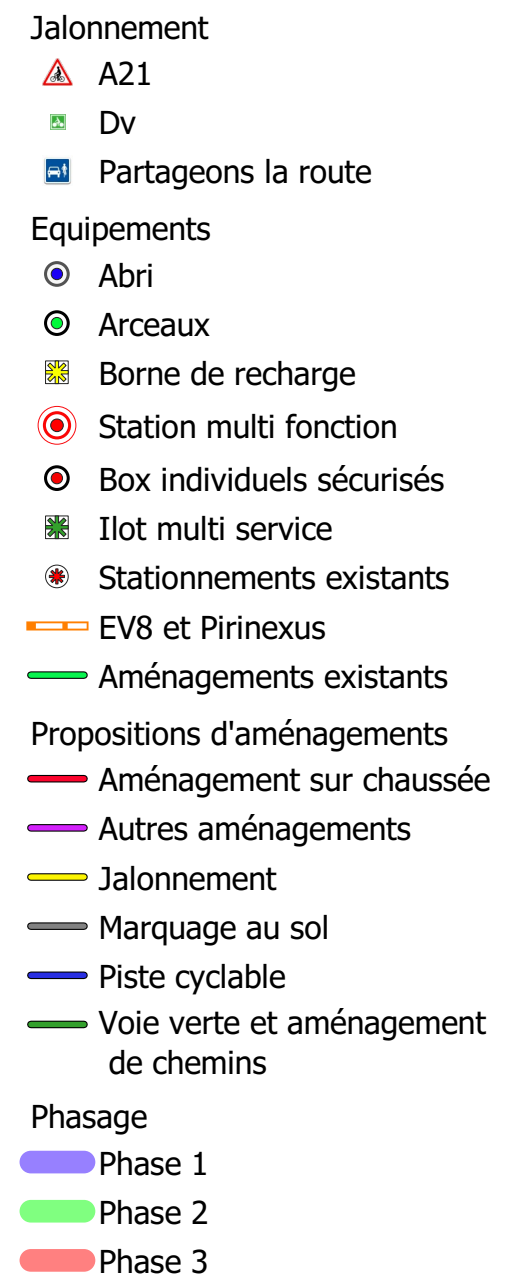 Jalonnement
A21
Dv
Partageons la route
Equipements
Abri
Arceaux
Borne de recharge
Station multi fonction
Box individuels sécurisés
Ilot multi service
Stationnements existants
EV8 et Pirinexus
Aménagements existants
Propositions d'aménagements
Aménagement sur chaussée
Autres aménagements
Jalonnement
Marquage au sol
Piste cyclable
Voie verte et aménagement
de chemins
Phasage
Phase 1
Phase 2
Phase 3